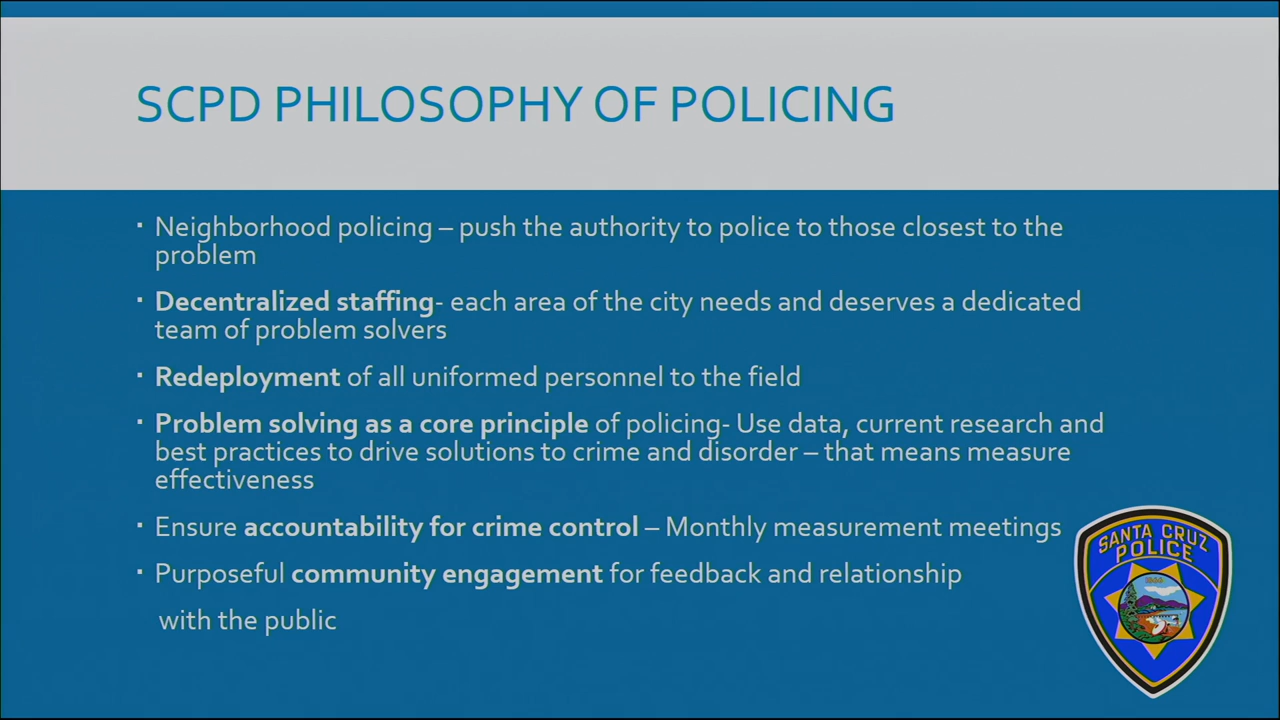 SCPD PHILOSOPHY OF POLICING
▪ Neighborhood policing – push the authority to police to those closest to the
problem
▪ Decentralized staffing- each area of the city needs and deserves a dedicated
team of problem solvers
▪ Redeployment of all uniformed personnel to the field
▪ Problem solving as a core principle of policing- Use data, current research and
best practices to drive solutions to crime and disorder – that means measure
effectiveness
▪ Ensure accountability for crime control – Monthly measurement meetings
▪ Purposeful community engagement for feedback and relationship
with the public
SANTA CRUZ
POLICE